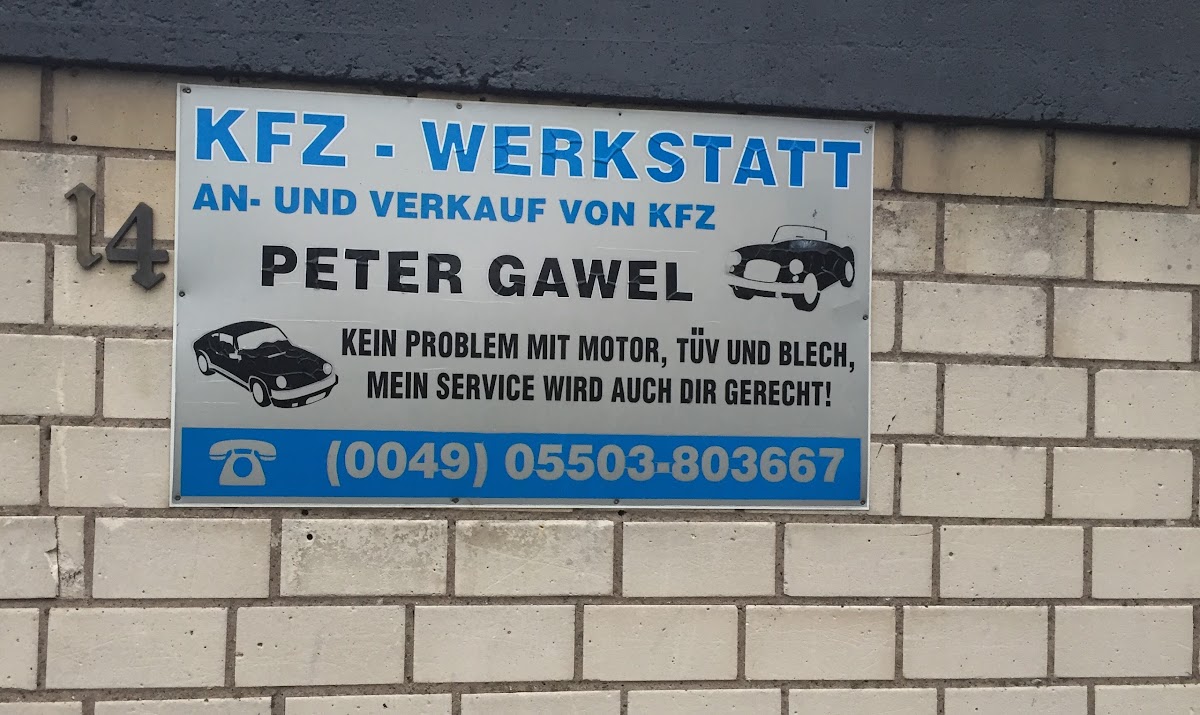 14
KFZ - WERKSTATT
AN- UND VERKAUF VON KFZ
PETER GAWEL
KEIN PROBLEM MIT MOTOR, TÜV UND BLECH,
MEIN SERVICE WIRD AUCH DIR GERECHT!
(0049) 05503-803667